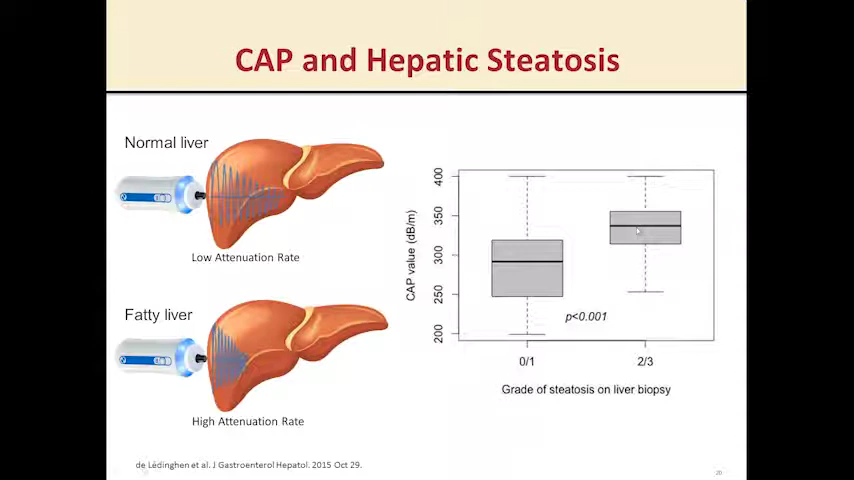 CAP and Hepatic Steatosis
Normal liver
Low Attenuation Rate
Fatty liver
High Attenuation Rate
CAP value (dB/m)
400
350
300
250
200
p<0.001
0/1
2/3
Grade of steatosis on liver biopsy
de Lédinghen et al. J Gastroenterol Hepatol. 2015 Oct 29.
20